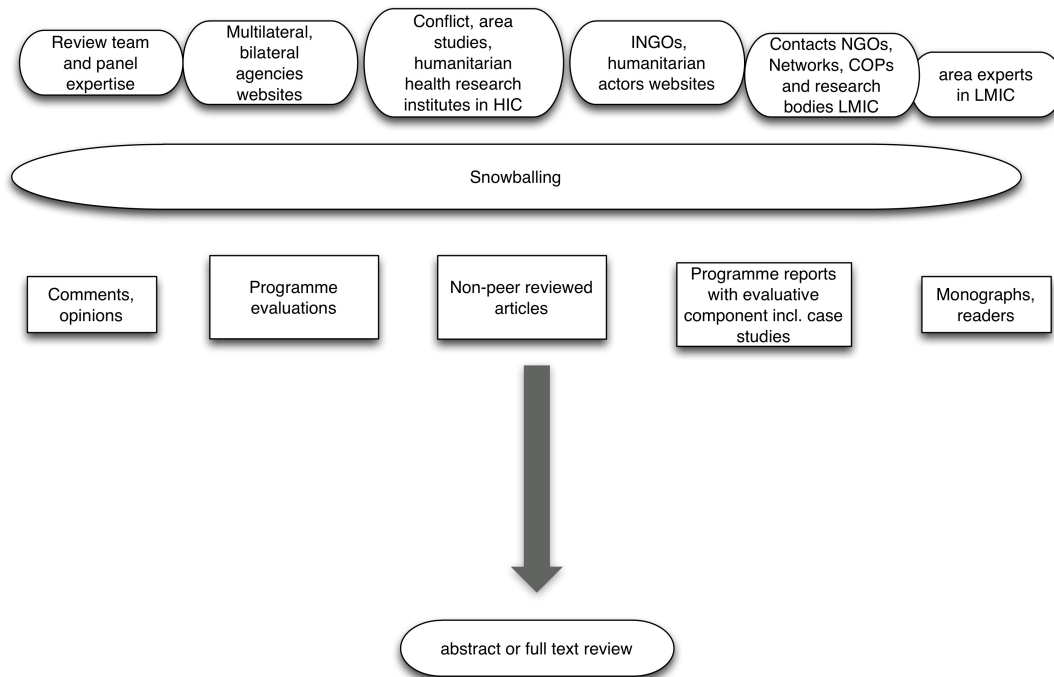 Review team
and panel
expertise
Multilateral,
bilateral
agencies
websites
Conflict, area
studies,
humanitarian
health research
institutes in HIC
INGOs,
humanitarian
actors websites
Contacts NGOs,
Networks, COPs
and research
bodies LMIC
area experts
in LMIC
Snowballing
Comments,
opinions
Programme
evaluations
Non-peer reviewed
articles
Programme reports
with evaluative
component incl. case
studies
Monographs,
readers
abstract or full text review